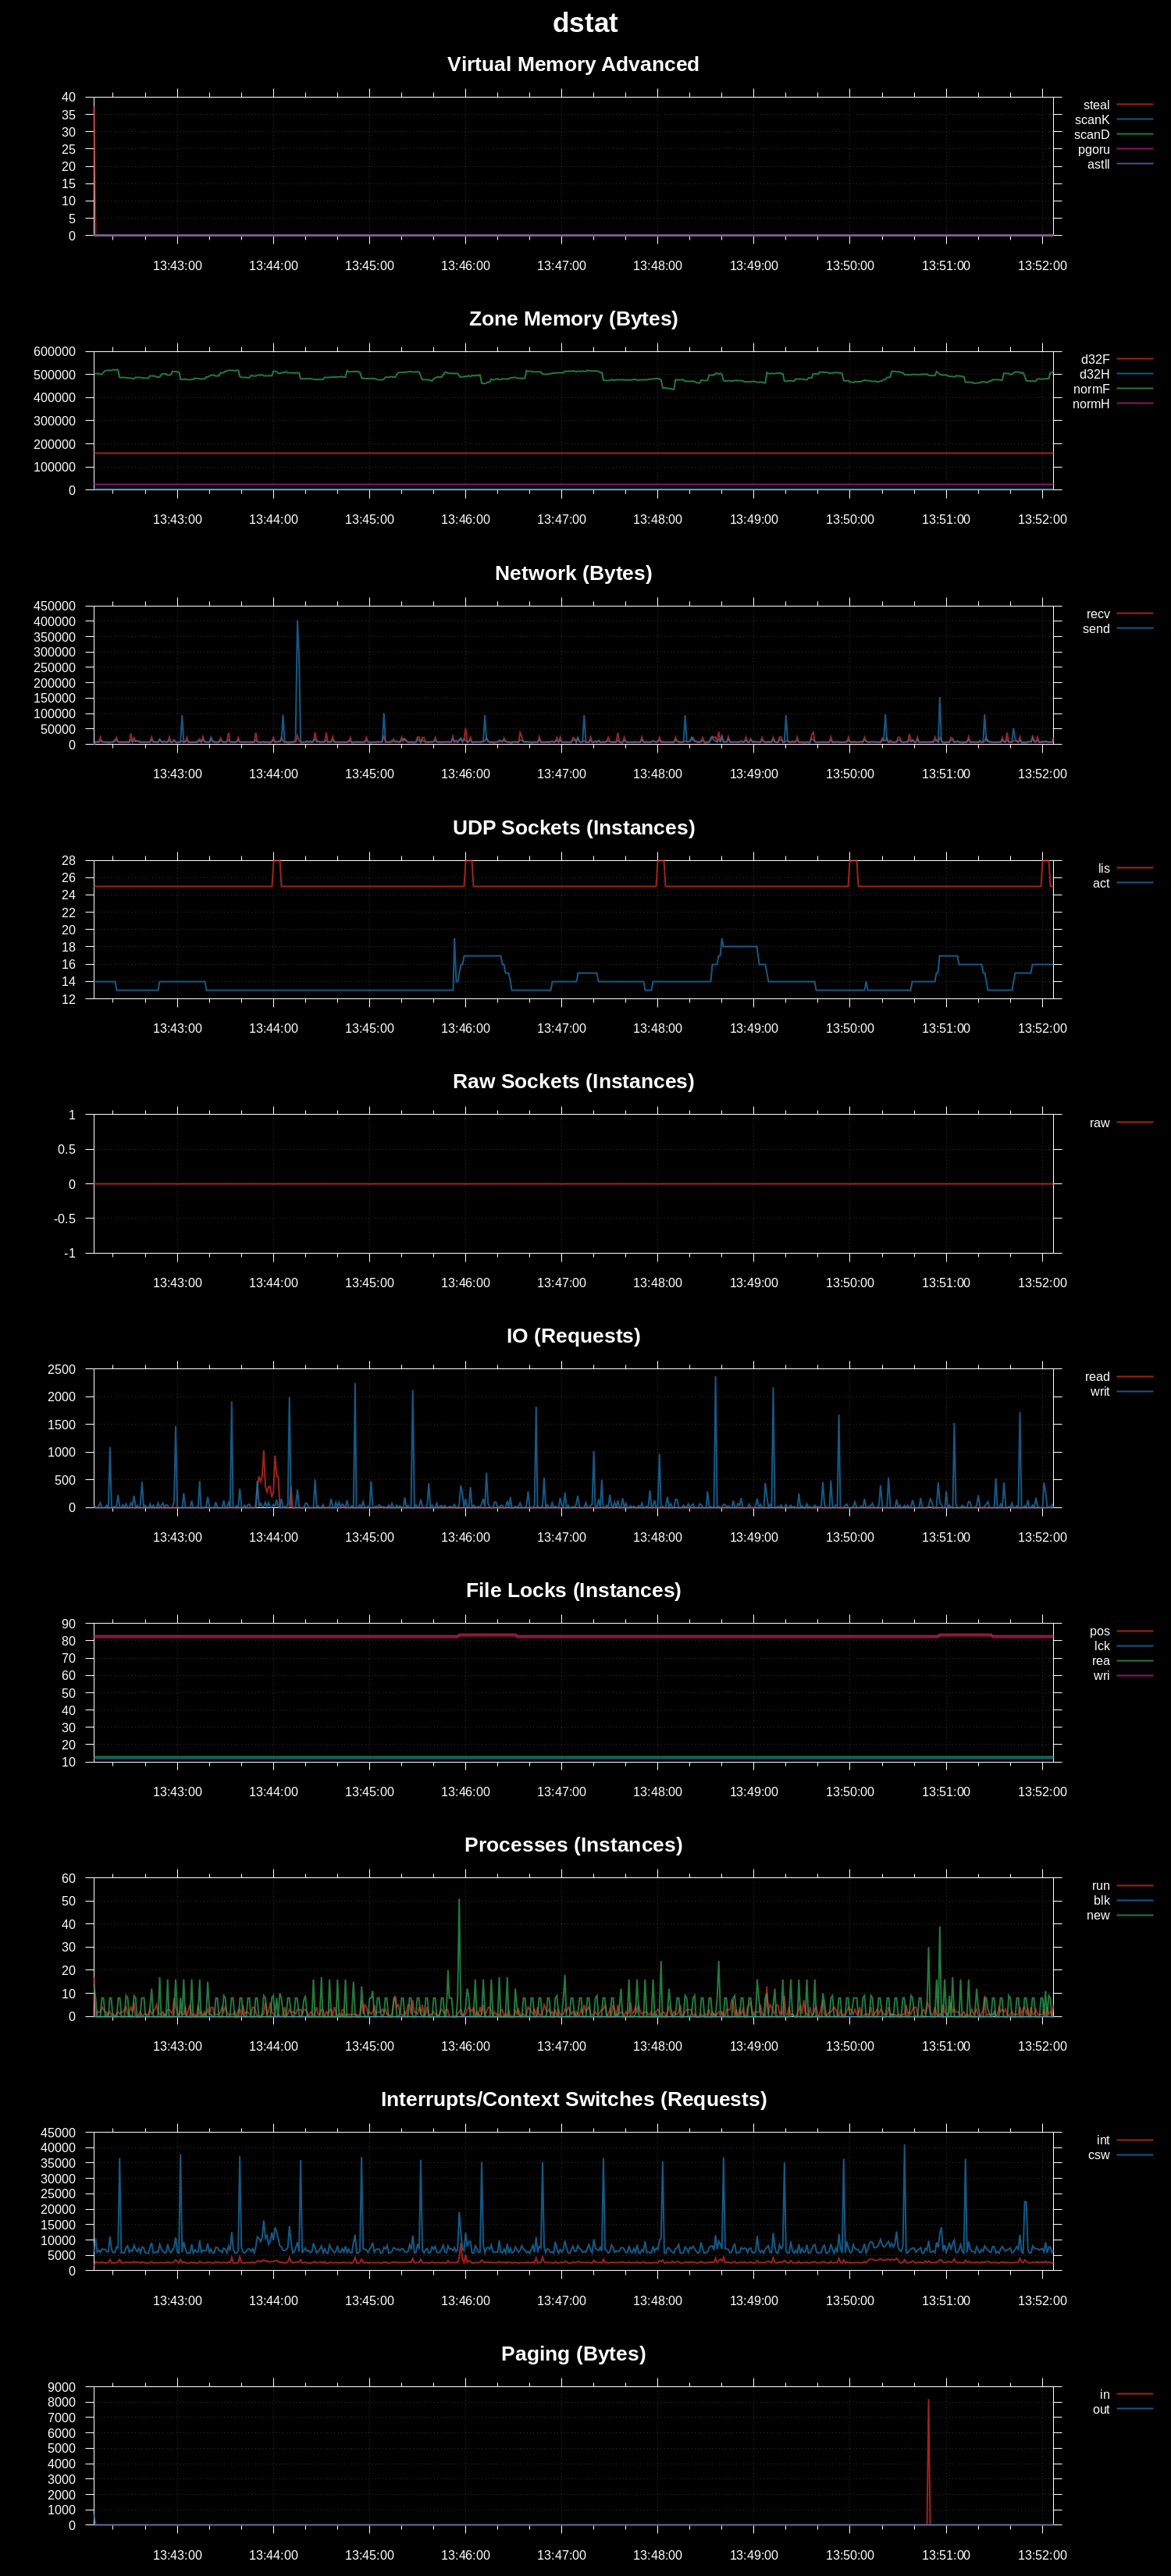 dstat
Virtual Memory Advanced
40
35
30
25
20
15
10
5
0
13:43:00 13:44:00 13:45:00 13:46:00 13:47:00 13:48:00 13:49:00 13:50:00 13:51:00 13:52:00
steal
scanK
scanD
pgoru
astll
Zone Memory (Bytes)
600000
500000
400000
300000
200000
100000
0
13:43:00 13:44:00 13:45:00 13:46:00 13:47:00 13:48:00 13:49:00 13:50:00 13:51:00 13:52:00
d32F
d32H
normF
normH
Network (Bytes)
450000
400000
350000
300000
250000
200000
150000
100000
50000
0
13:43:00 13:44:00 13:45:00 13:46:00 13:47:00 13:48:00 13:49:00 13:50:00 13:51:00 13:52:00
recv
send
UDP Sockets (Instances)
28
26
24
22
20
18
16
14
12
13:43:00 13:44:00 13:45:00 13:46:00 13:47:00 13:48:00 13:49:00 13:50:00 13:51:00 13:52:00
lis
act
Raw Sockets (Instances)
1
0.5
0
-0.5
-1
13:43:00 13:44:00 13:45:00 13:46:00 13:47:00 13:48:00 13:49:00 13:50:00 13:51:00 13:52:00
raw
IO (Requests)
2500
2000
1500
1000
500
0
13:43:00 13:44:00 13:45:00 13:46:00 13:47:00 13:48:00 13:49:00 13:50:00 13:51:00 13:52:00
read
writ
File Locks (Instances)
90
80
70
60
50
40
30
20
10
13:43:00 13:44:00 13:45:00 13:46:00 13:47:00 13:48:00 13:49:00 13:50:00 13:51:00 13:52:00
pos
lck
rea
wri
Processes (Instances)
60
50
40
30
20
10
0
13:43:00 13:44:00 13:45:00 13:46:00 13:47:00 13:48:00 13:49:00 13:50:00 13:51:00 13:52:00
run
blk
new
Interrupts/Context Switches (Requests)
45000
40000
35000
30000
25000
20000
15000
10000
5000
0
13:43:00 13:44:00 13:45:00 13:46:00 13:47:00 13:48:00 13:49:00 13:50:00 13:51:00 13:52:00
int
csw
Paging (Bytes)
9000
8000
7000
6000
5000
4000
3000
2000
1000
0
13:43:00 13:44:00 13:45:00 13:46:00 13:47:00 13:48:00 13:49:00 13:50:00 13:51:00 13:52:00
in
out